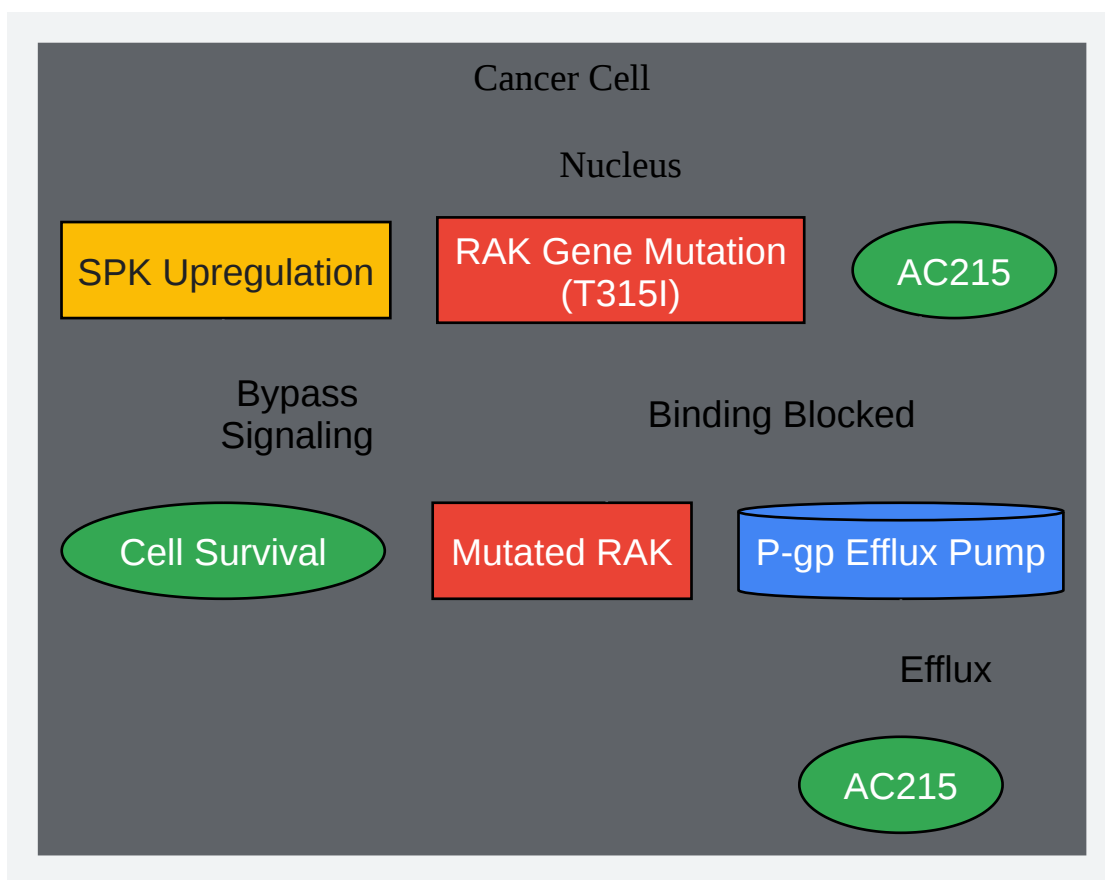 Cancer Cell
Nucleus
SPK Upregulation
RAK Gene Mutation
(T315I)
AC215
Bypass
Signaling
Binding Blocked
Cell Survival
Mutated RAK
P-gp Efflux Pump
Efflux
AC215